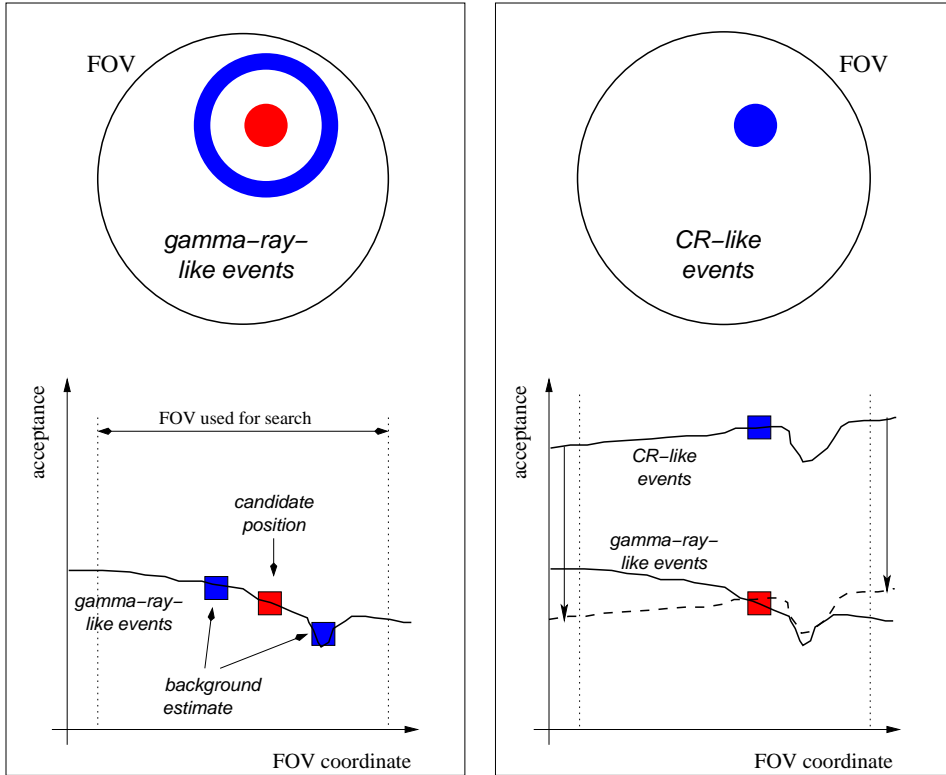 FOV
gamma−ray−
like events
acceptance
FOV used for search
candidate
position
gamma−ray−
like events
background
estimate
FOV coordinate
FOV
CR−like
events
acceptance
CR−like
events
gamma−ray−
like events
FOV coordinate